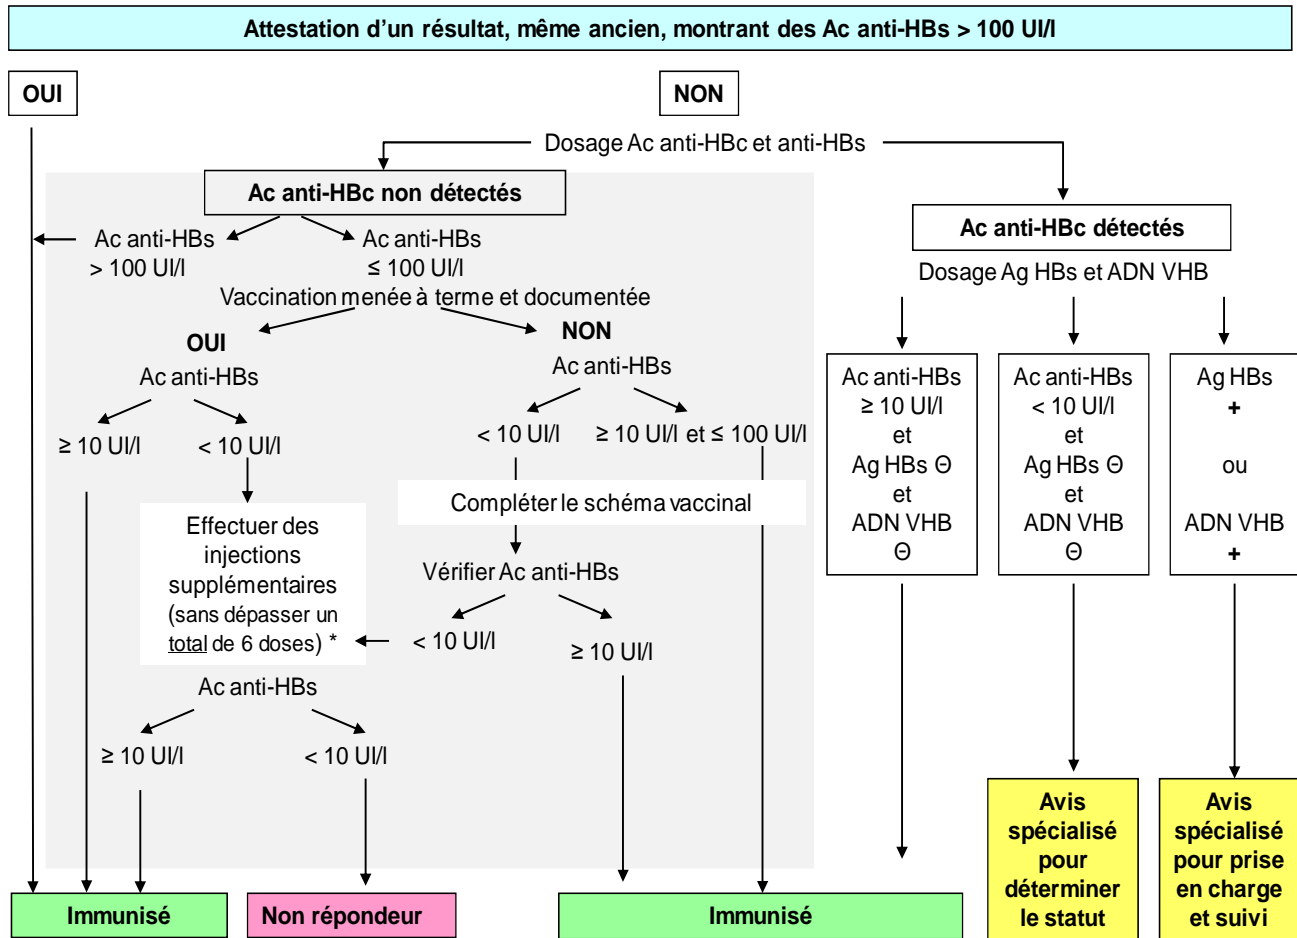 Attestation d'un résultat, même ancien, montrant des Ac anti-HBs > 100 UI/l
OUI
NON
Dosage Ac anti-HBc et anti-HBs
Ac anti-HBc non détectés
Ac anti-HBs
> 100 UI/l
Ac anti-HBs
≤ 100 UI/l
Vaccination menée à terme et documentée
OUI
Ac anti-HBs
≥ 10 UI/l
< 10 UI/l
Effectuer des
injections
supplémentaires
(sans dépasser un
total de 6 doses) *
Ac anti-HBs
≥ 10 UI/l
< 10 UI/l
NON
Ac anti-HBs
< 10 UI/l
≥ 10 UI/l et ≤ 100 UI/l
Compléter le schéma vaccinal
Vérifier Ac anti-HBs
< 10 UI/l
≥ 10 UI/l
Ac anti-HBc détectés
Dosage Ag HBs et ADN VHB
Ac anti-HBs
≥ 10 UI/l
et
Ag HBs Θ
et
ADN VHB
Θ
Ac anti-HBs
< 10 UI/l
et
Ag HBs Θ
et
ADN VHB
Θ
Ag HBs
+
ou
ADN VHB
+
Immunisé
Non répondeur
Immunisé
Avis
spécialisé
pour
déterminer
le statut
Avis
spécialisé
pour prise
en charge
et suivi